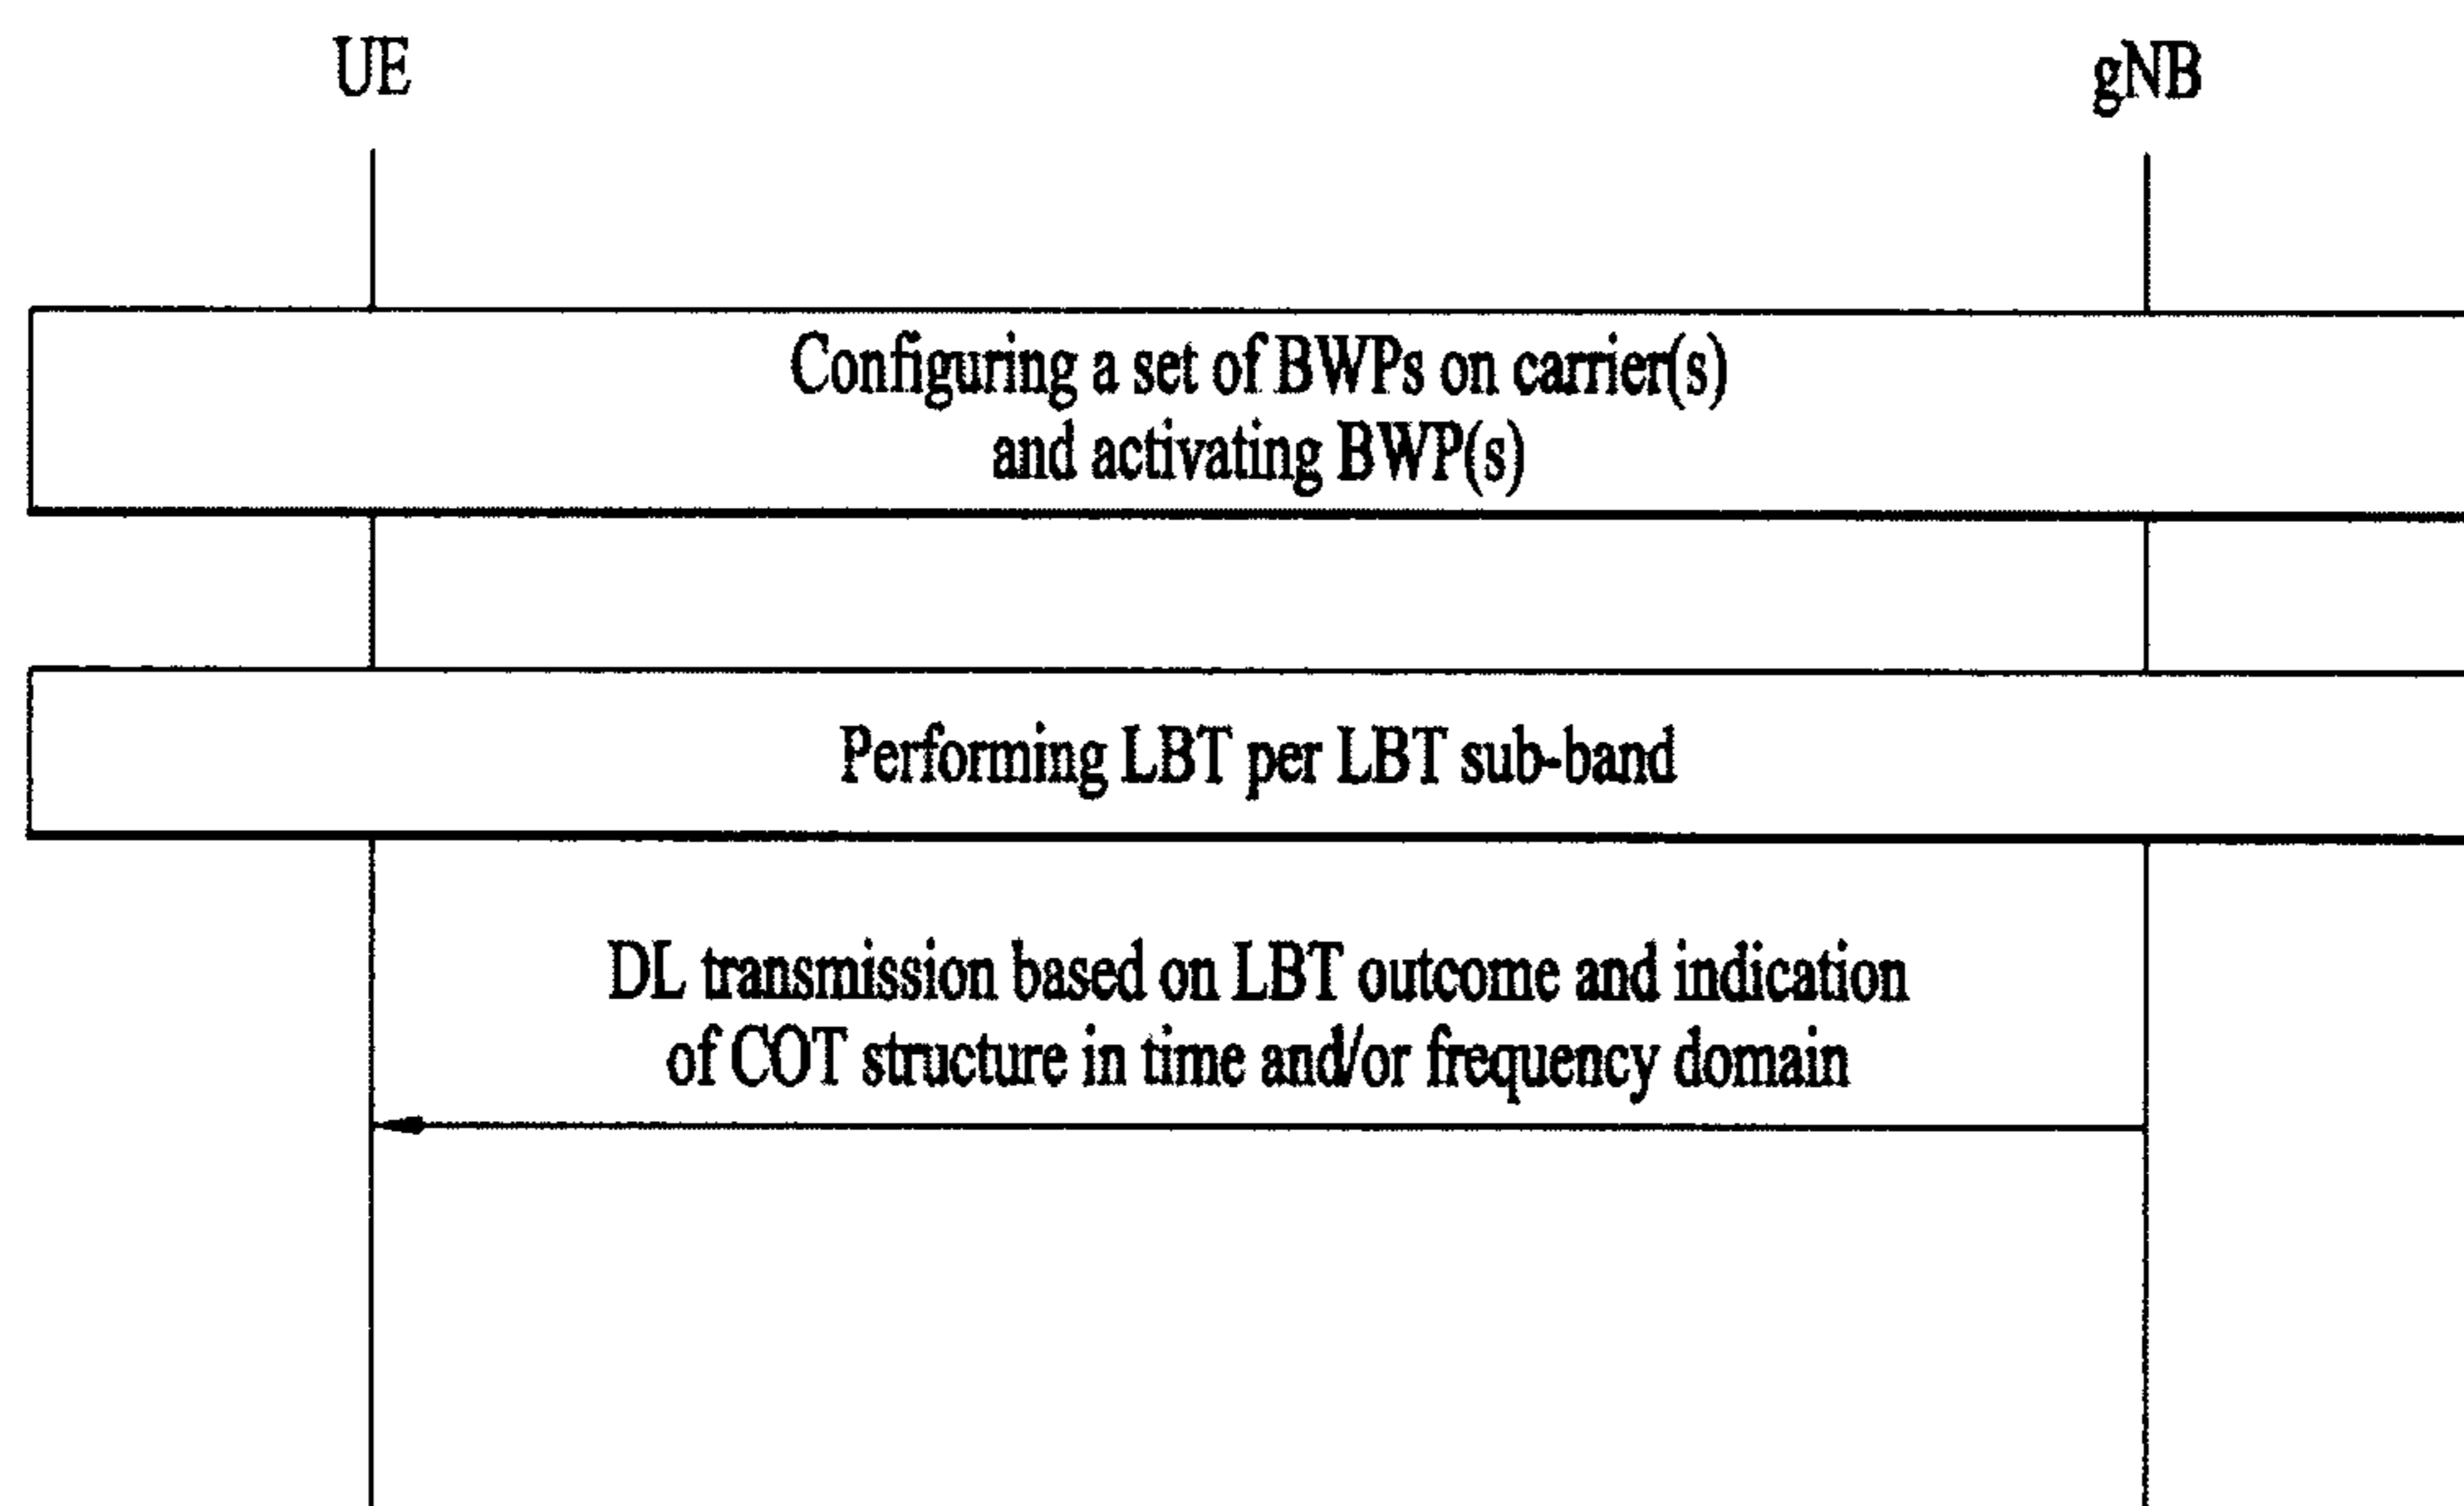 UE
gNB
Configuring a set of BWPs on carrier(s)
and activating BWP(s)
Performing LBT per LBT sub-band
DL transmission based on LBT outcome and indication
of COT structure in time and/or frequency domain